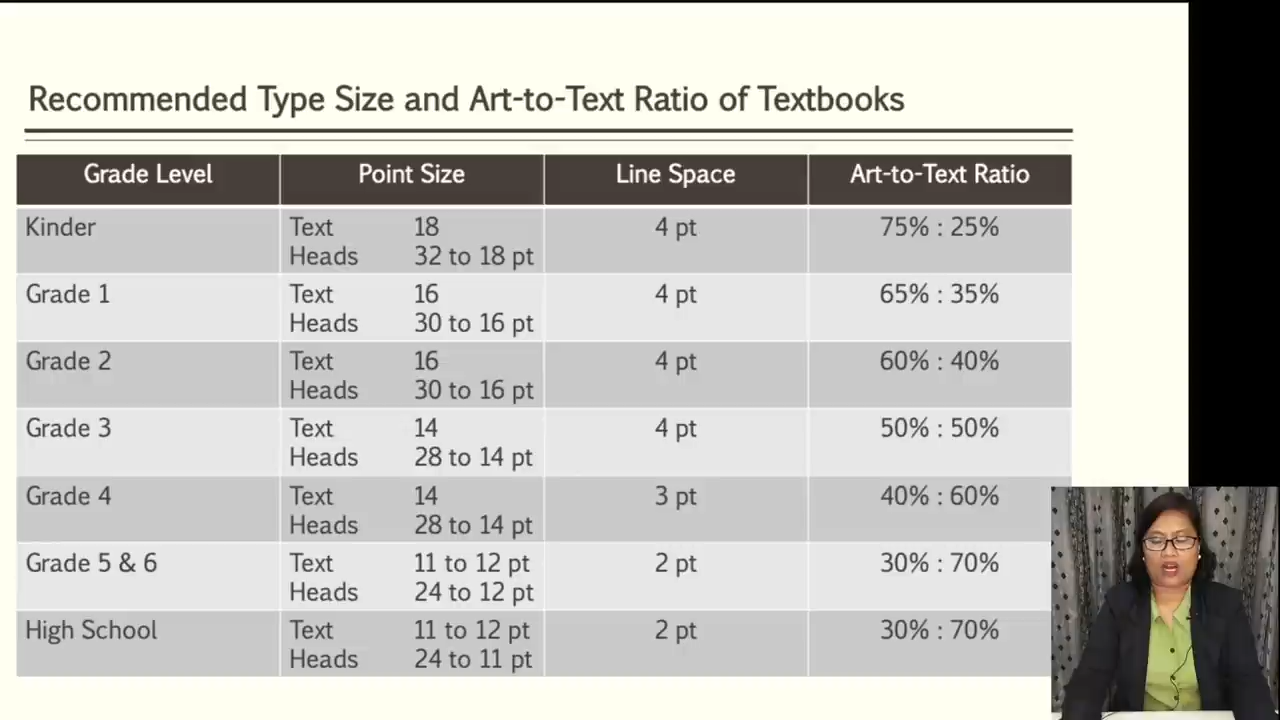 Recommended Type Size and Art-to-Text Ratio of Textbooks
Grade Level Point Size Line Space Art-to-Text Ratio
Kinder Text 18 4 pt 75% : 25%
Heads 32 to 18 pt
Grade 1 Text 16 4 pt 65% : 35%
Heads 30 to 16 pt
Grade 2 Text 16 4 pt 60% : 40%
Heads 30 to 16 pt
Grade 3 Text 14 4 pt 50% : 50%
Heads 28 to 14 pt
Grade 4 Text 14 3 pt 40% : 60%
Heads 28 to 14 pt
Grade 5 & 6 Text 11 to 12 pt 2 pt 30% : 70%
Heads 24 to 12 pt
High School Text 11 to 12 pt 2 pt 30% : 70%
Heads 24 to 11 pt